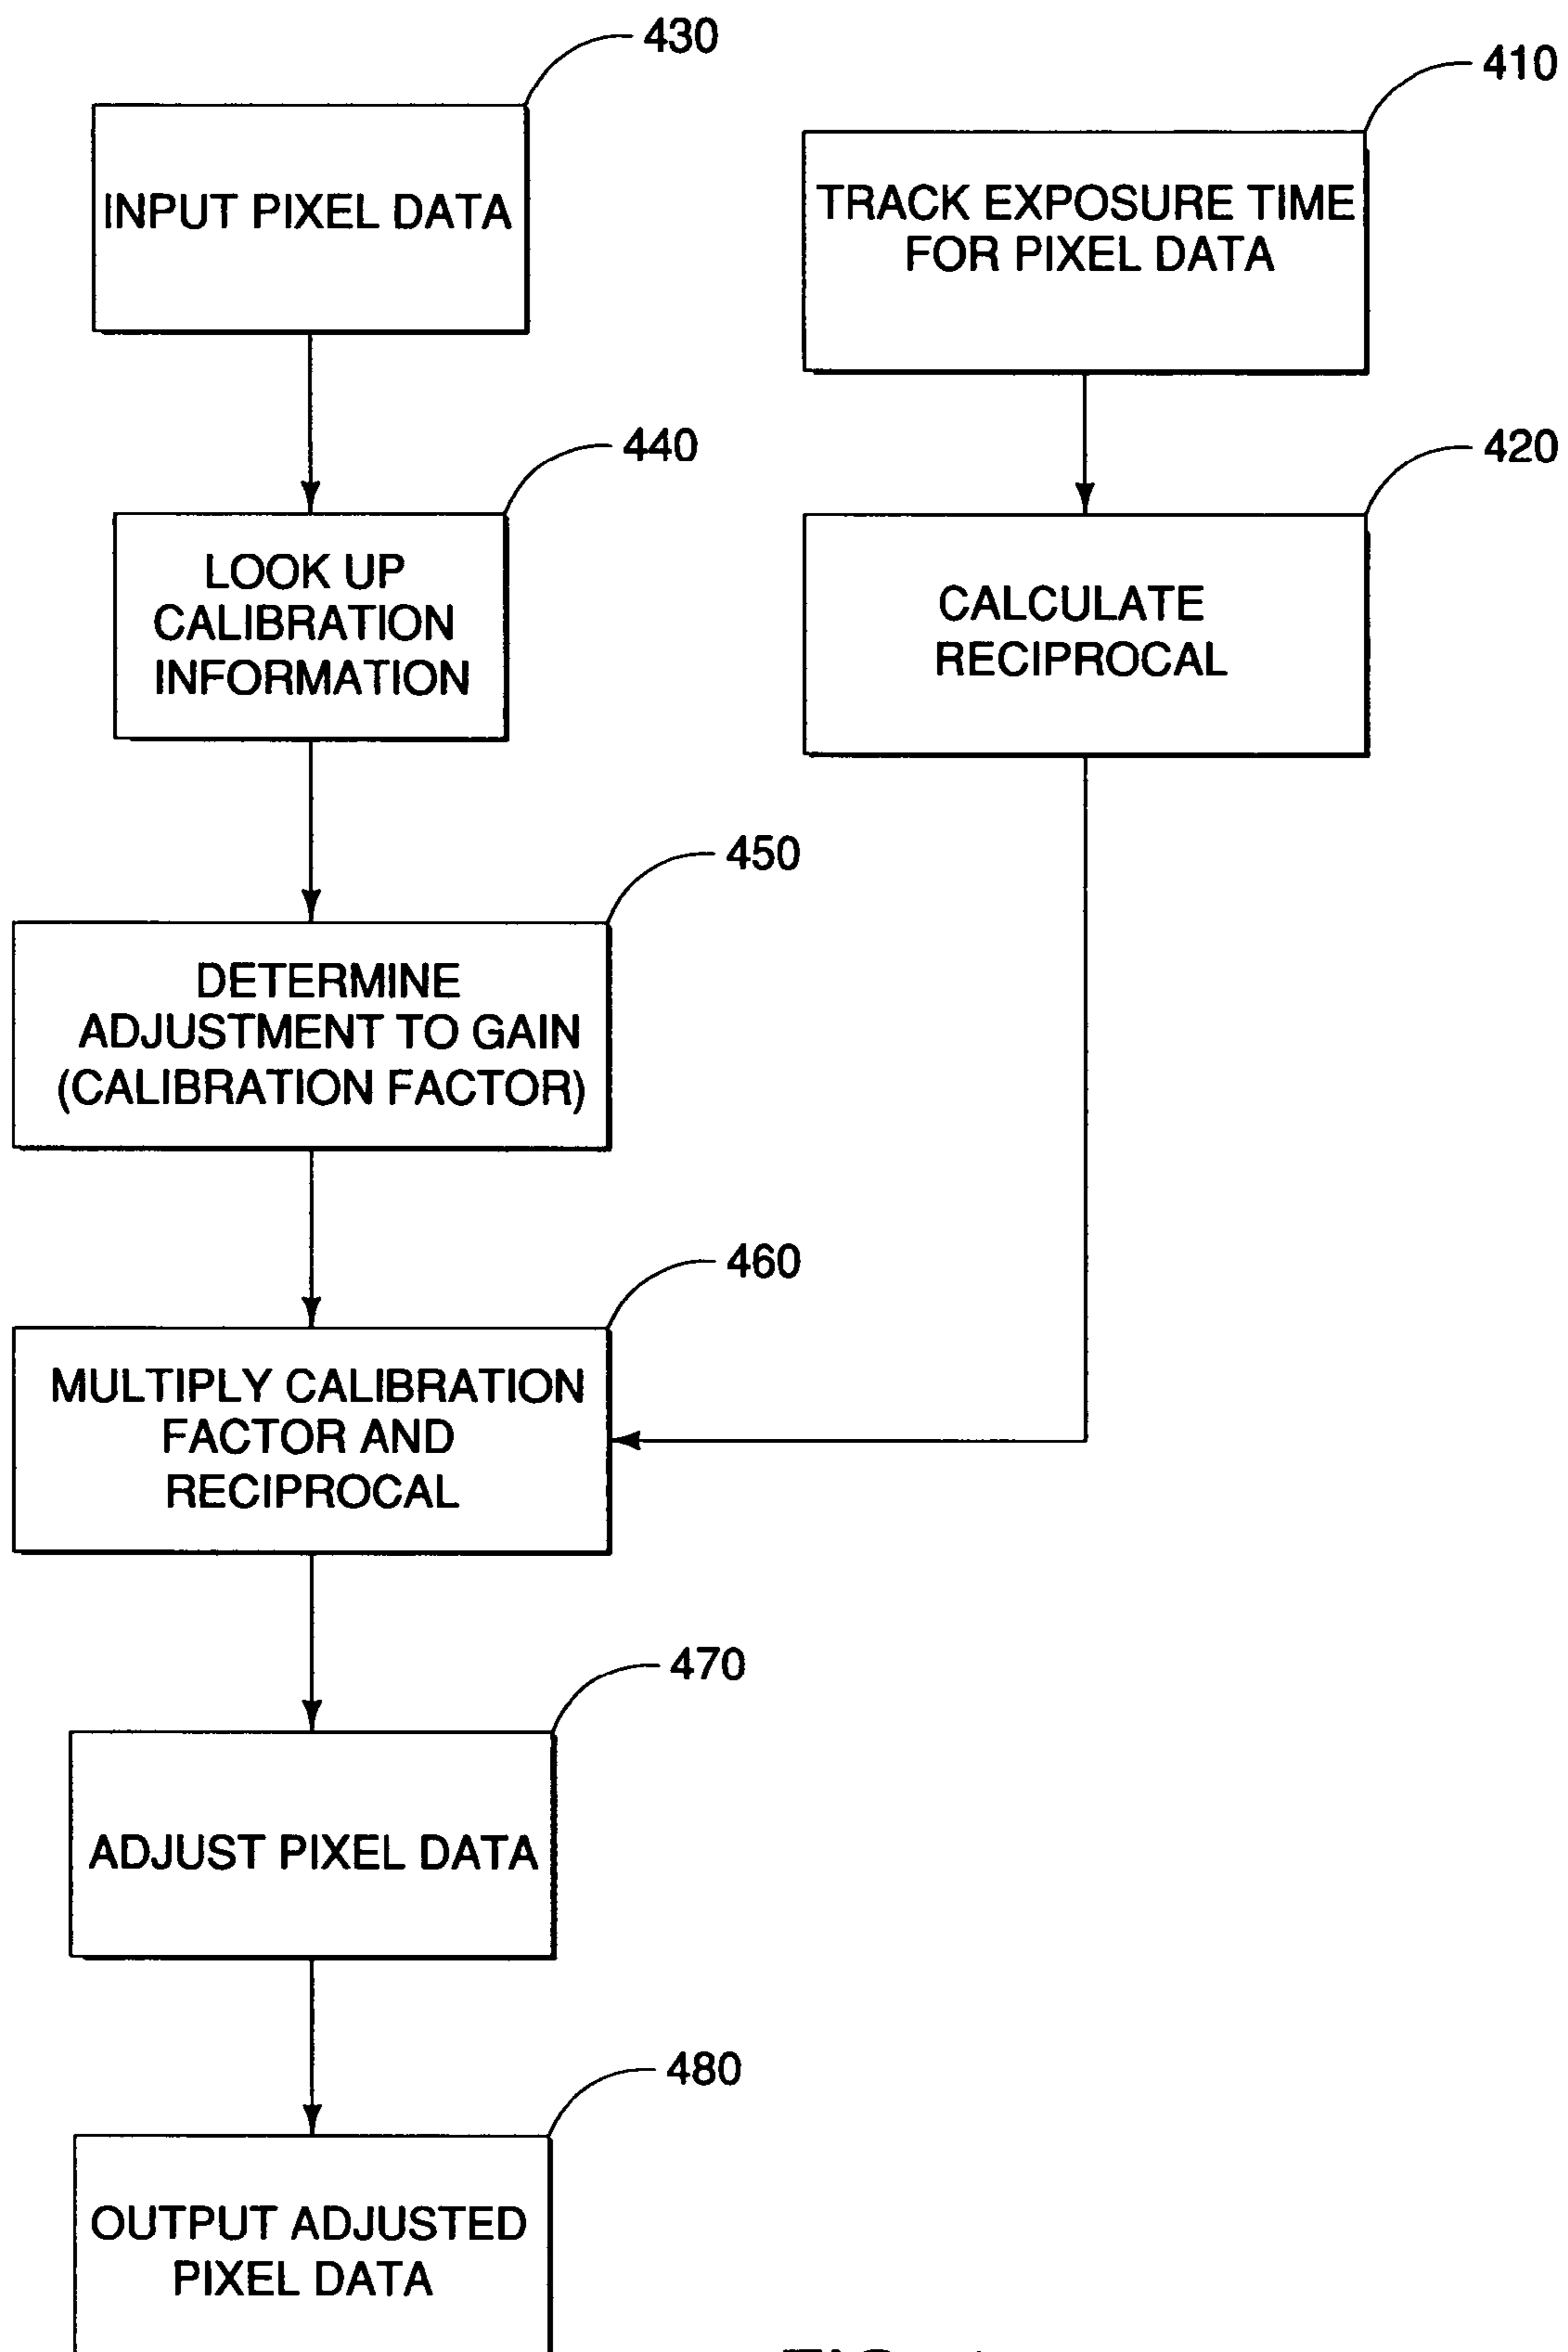 430
INPUT PIXEL DATA
410
TRACK EXPOSURE TIME
FOR PIXEL DATA
440
LOOK UP
CALIBRATION
INFORMATION
420
CALCULATE
RECIPROCAL
450
DETERMINE
ADJUSTMENT TO GAIN
(CALIBRATION FACTOR)
460
MULTIPLY CALIBRATION
FACTOR AND
RECIPROCAL
470
ADJUST PIXEL DATA
480
OUTPUT ADJUSTED
PIXEL DATA